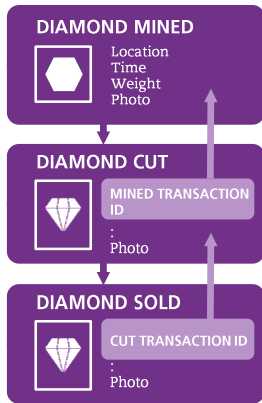 DIAMOND MINED
Location
Time
Weight
Photo
DIAMOND CUT
MINED TRANSACTION
ID
:
Photo
DIAMOND SOLD
CUT TRANSACTION ID
:
Photo